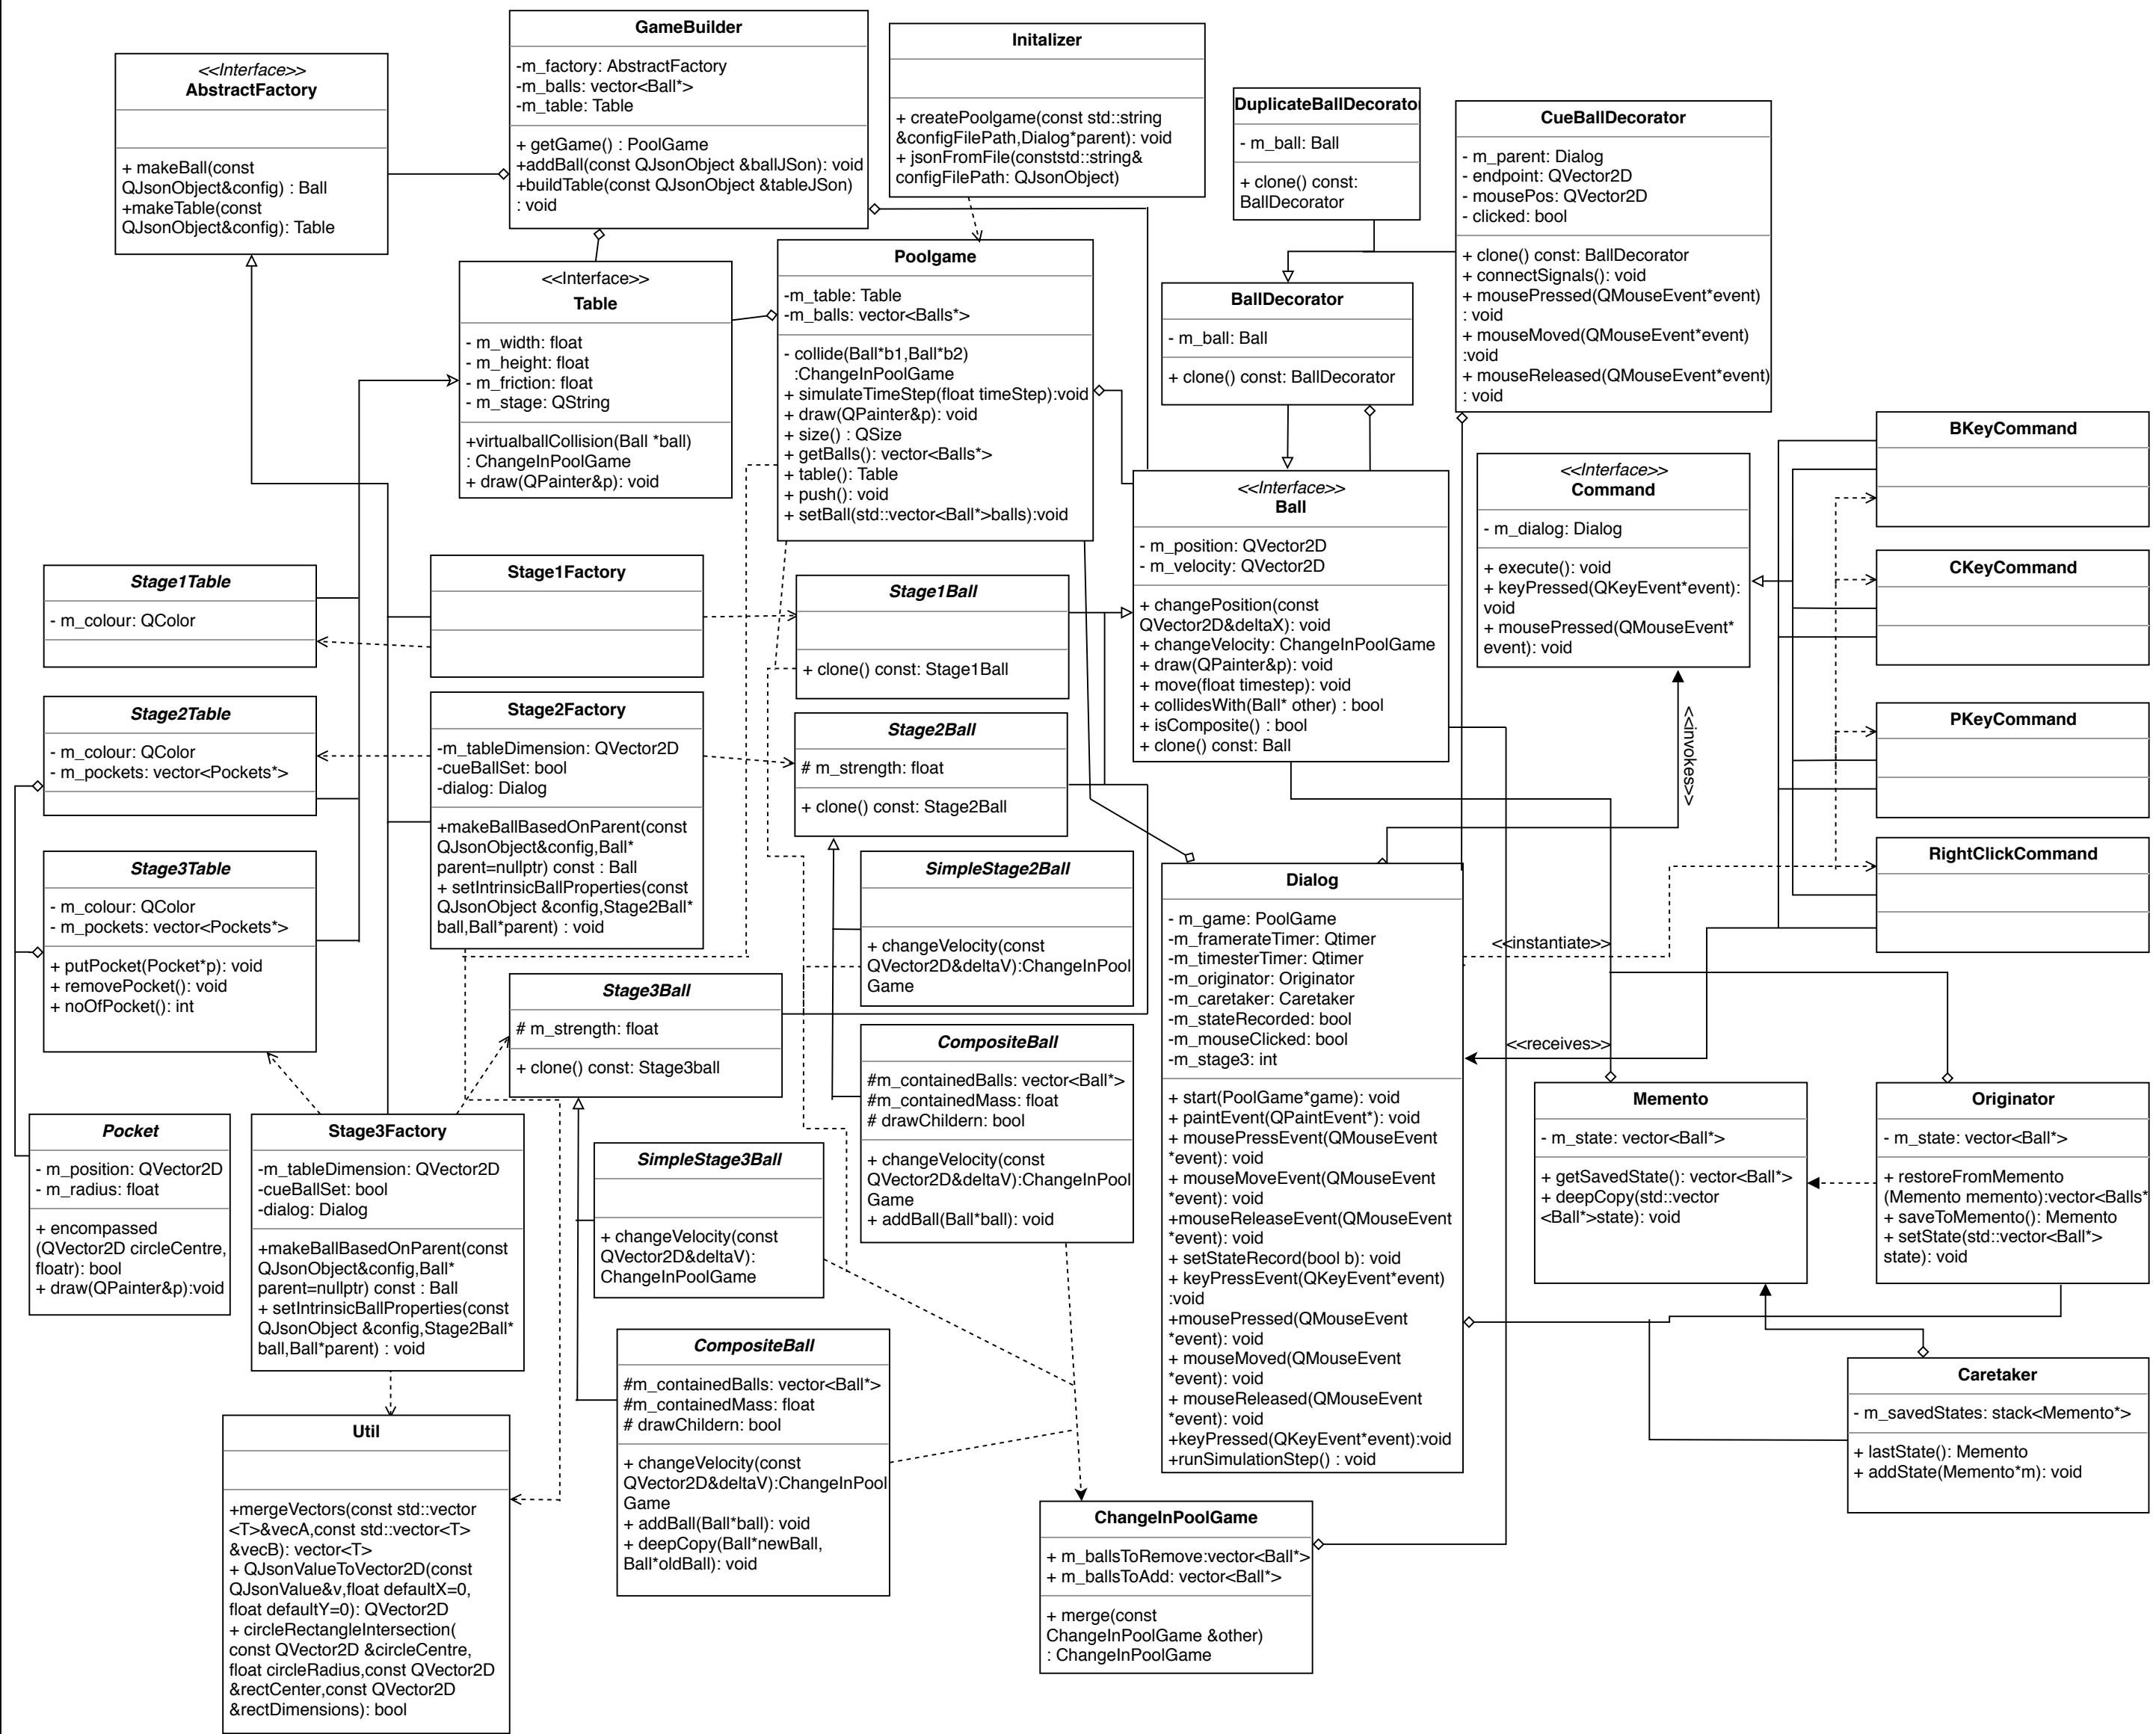 GameBuilder
-m_factory: AbstractFactory
-m_balls: vector<Ball*>
-m_table: Table
+ getGame() : PoolGame
+addBall(const QJsonObject &ballJSon): void
+buildTable(const QJsonObject &tableJSon)
: void
Initalizer
+ createPoolgame(const std::string
&configFilePath,Dialog*parent): void
+ jsonFromFile(conststd::string&
configFilePath: QJsonObject)
<<Interface>>
AbstractFactory
+ makeBall(const
QJsonObject&config) : Ball
+makeTable(const
QJsonObject&config): Table
DuplicateBallDecorator
- m_ball: Ball
+ clone() const:
BallDecorator
CueBallDecorator
- m_parent: Dialog
- endpoint: QVector2D
- mousePos: QVector2D
- clicked: bool
+ clone() const: BallDecorator
+ connectSignals(): void
+ mousePressed(QMouseEvent*event)
: void
+ mouseMoved(QMouseEvent*event)
:void
+ mouseReleased(QMouseEvent*event)
: void
<<Interface>>
Table
- m_width: float
- m_height: float
- m_friction: float
- m_stage: QString
+virtualballCollision(Ball *ball)
: ChangeInPoolGame
+ draw(QPainter&p): void
Poolgame
-m_table: Table
-m_balls: vector<Balls*>
- collide(Ball*b1,Ball*b2)
:ChangeInPoolGame
+ simulateTimeStep(float timeStep):void
+ draw(QPainter&p): void
+ size() : QSize
+ getBalls(): vector<Balls*>
+ table(): Table
+ push(): void
+ setBall(std::vector<Ball*>balls):void
BallDecorator
- m_ball: Ball
+ clone() const: BallDecorator
<<Interface>>
Ball
- m_position: QVector2D
- m_velocity: QVector2D
+ changePosition(const
QVector2D&deltaX): void
+ changeVelocity: ChangeInPoolGame
+ draw(QPainter&p): void
+ move(float timestep): void
+ collidesWith(Ball* other) : bool
+ isComposite() : bool
+ clone() const: Ball
<<Interface>>
Command
- m_dialog: Dialog
+ execute(): void
+ keyPressed(QKeyEvent*event):
void
+ mousePressed(QMouseEvent*
event): void
BKeyCommand
CKeyCommand
PKeyCommand
RightClickCommand
<<invokes>>
Stage1Table
- m_colour: QColor
Stage1Factory
Stage1Ball
+ clone() const: Stage1Ball
Stage2Table
- m_colour: QColor
- m_pockets: vector<Pockets*>
Stage2Factory
-m_tableDimension: QVector2D
-cueBallSet: bool
-dialog: Dialog
+makeBallBasedOnParent(const
QJsonObject&config,Ball*
parent=nullptr) const : Ball
+ setIntrinsicBallProperties(const
QJsonObject &config,Stage2Ball*
ball,Ball*parent) : void
Stage2Ball
# m_strength: float
+ clone() const: Stage2Ball
Stage3Table
- m_colour: QColor
- m_pockets: vector<Pockets*>
+ putPocket(Pocket*p): void
+ removePocket(): void
+ noOfPocket(): int
SimpleStage2Ball
+ changeVelocity(const
QVector2D&deltaV):ChangeInPool
Game
Dialog
- m_game: PoolGame
-m_framerateTimer: Qtimer
-m_timesterTimer: Qtimer
-m_originator: Originator
-m_caretaker: Caretaker
-m_stateRecorded: bool
-m_mouseClicked: bool
-m_stage3: int
+ start(PoolGame*game): void
+ paintEvent(QPaintEvent*): void
+ mousePressEvent(QMouseEvent
*event): void
+ mouseMoveEvent(QMouseEvent
*event): void
+mouseReleaseEvent(QMouseEvent
*event): void
+ setStateRecord(bool b): void
+ keyPressEvent(QKeyEvent*event)
:void
+mousePressed(QMouseEvent
*event): void
+ mouseMoved(QMouseEvent
*event): void
+ mouseReleased(QMouseEvent
*event): void
+keyPressed(QKeyEvent*event):void
+runSimulationStep() : void
<<instantiate>>
<<receives>>
Stage3Ball
# m_strength: float
+ clone() const: Stage3ball
CompositeBall
#m_containedBalls: vector<Ball*>
#m_containedMass: float
# drawChildern: bool
+ changeVelocity(const
QVector2D&deltaV):ChangeInPool
Game
+ addBall(Ball*ball): void
Memento
- m_state: vector<Ball*>
+ getSavedState(): vector<Ball*>
+ deepCopy(std::vector
<Ball*>state): void
Originator
- m_state: vector<Ball*>
+ restoreFromMemento
(Memento memento):vector<Balls*
+ saveToMemento(): Memento
+ setState(std::vector<Ball*>
state): void
Pocket
- m_position: QVector2D
- m_radius: float
+ encompassed
(QVector2D circleCentre,
floatr): bool
+ draw(QPainter&p):void
Stage3Factory
-m_tableDimension: QVector2D
-cueBallSet: bool
-dialog: Dialog
+makeBallBasedOnParent(const
QJsonObject&config,Ball*
parent=nullptr) const : Ball
+ setIntrinsicBallProperties(const
QJsonObject &config,Stage2Ball*
ball,Ball*parent) : void
SimpleStage3Ball
+ changeVelocity(const
QVector2D&deltaV):
ChangeInPoolGame
CompositeBall
#m_containedBalls: vector<Ball*>
#m_containedMass: float
# drawChildern: bool
+ changeVelocity(const
QVector2D&deltaV):ChangeInPool
Game
+ addBall(Ball*ball): void
+ deepCopy(Ball*newBall,
Ball*oldBall): void
Caretaker
- m_savedStates: stack<Memento*>
+ lastState(): Memento
+ addState(Memento*m): void
Util
+mergeVectors(const std::vector
<T>&vecA,const std::vector<T>
&vecB): vector<T>
+ QJsonValueToVector2D(const
QJsonValue&v,float defaultX=0,
float defaultY=0): QVector2D
+ circleRectangleIntersection(
const QVector2D &circleCentre,
float circleRadius,const QVector2D
&rectCenter,const QVector2D
&rectDimensions): bool
ChangeInPoolGame
+ m_ballsToRemove:vector<Ball*>
+ m_ballsToAdd: vector<Ball*>
+ merge(const
ChangeInPoolGame &other)
: ChangeInPoolGame